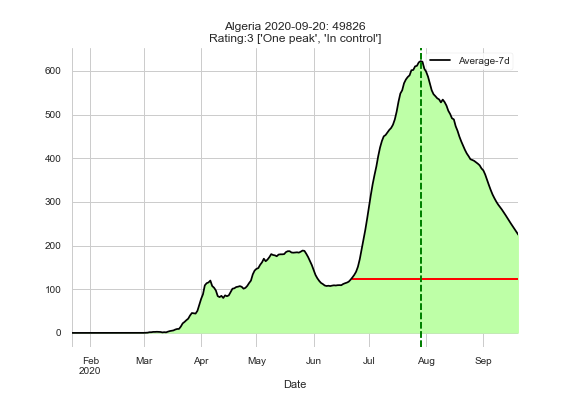 Algeria 2020-09-20: 49826
Rating:3 ['One peak', 'In control']
Average-7d
600
500
400
300
200
100
0
Feb Mar Apr May Jun Jul Aug Sep
2020
Date